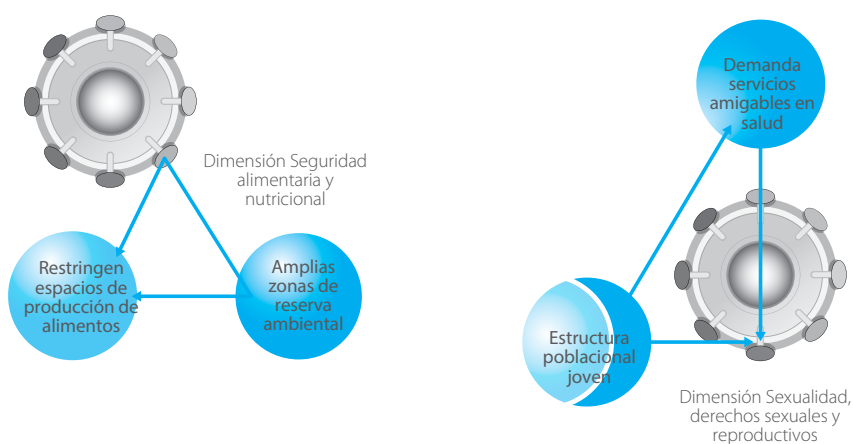 Dimensión Seguridad
alimentaria y
nutricional
Restringen
espacios de
producción de
alimentos
Amplias
zonas de
reserva
ambiental
Demanda
servicios
amigables en
salud
Estructura
poblacional
joven
Dimensión Sexualidad,
derechos sexuales y
reproductivos